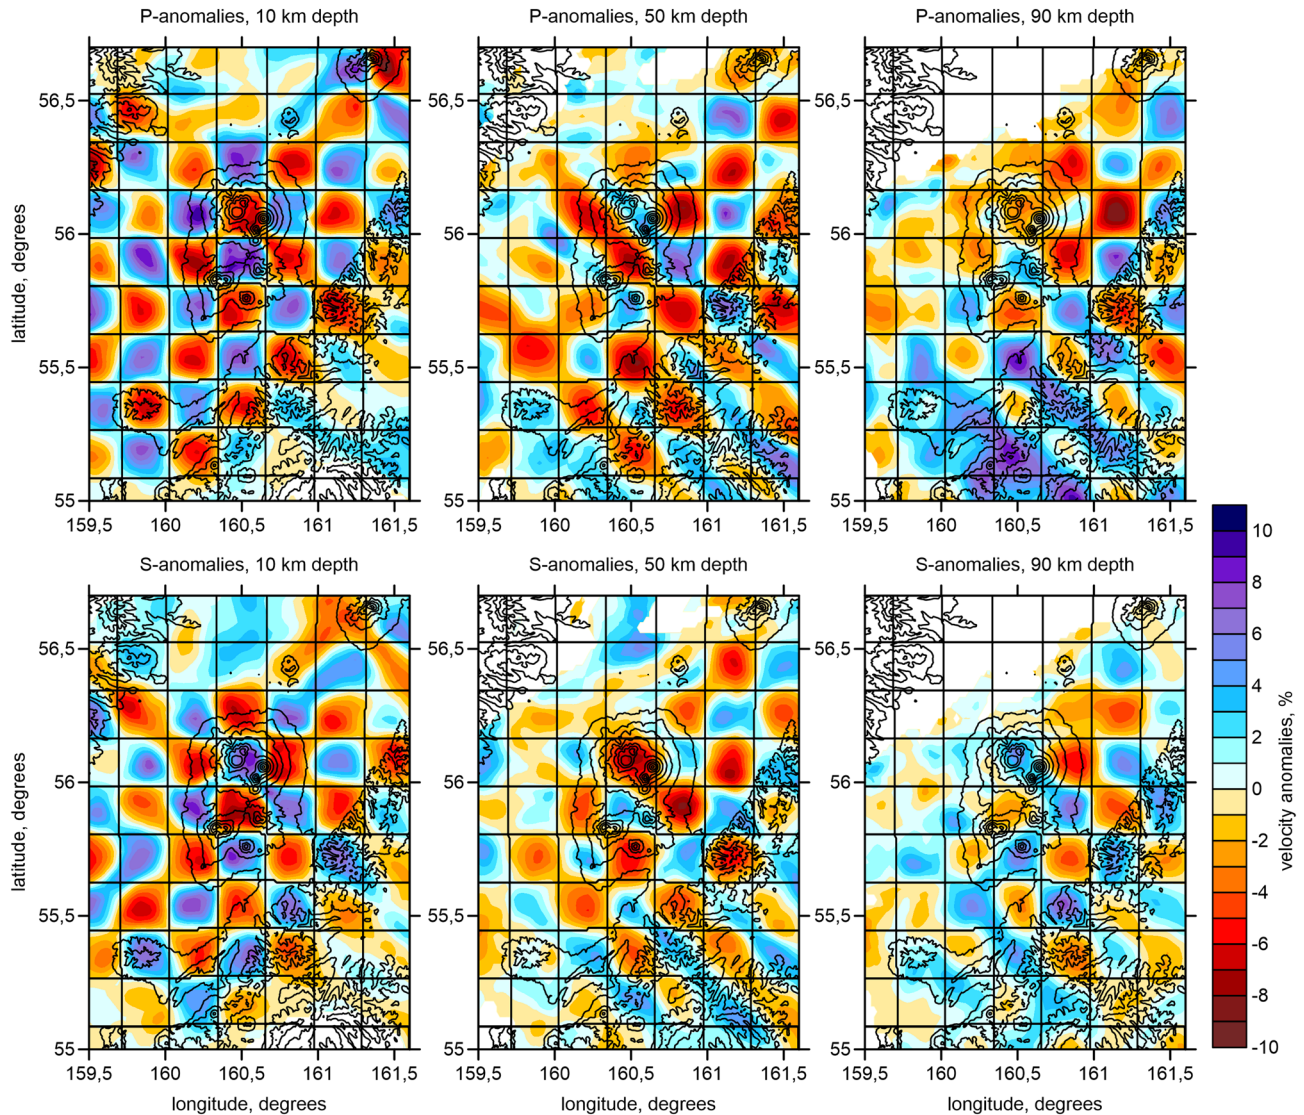 P-anomalies, 10 km depth
P-anomalies, 50 km depth
P-anomalies, 90 km depth
latitude, degrees
56,5
56
55,5
55
159,5 160 160,5 161 161,5
56,5
56
55,5
55
159,5 160 160,5 161 161,5
56,5
56
55,5
55
159,5 160 160,5 161 161,5
S-anomalies, 10 km depth
S-anomalies, 50 km depth
S-anomalies, 90 km depth
latitude, degrees
56,5
56
55,5
55
159,5 160 160,5 161 161,5
longitude, degrees
56,5
56
55,5
55
159,5 160 160,5 161 161,5
longitude, degrees
56,5
56
55,5
55
159,5 160 160,5 161 161,5
longitude, degrees
10
8
6
4
2
0
-2
-4
-6
-8
-10
velocity anomalies, %